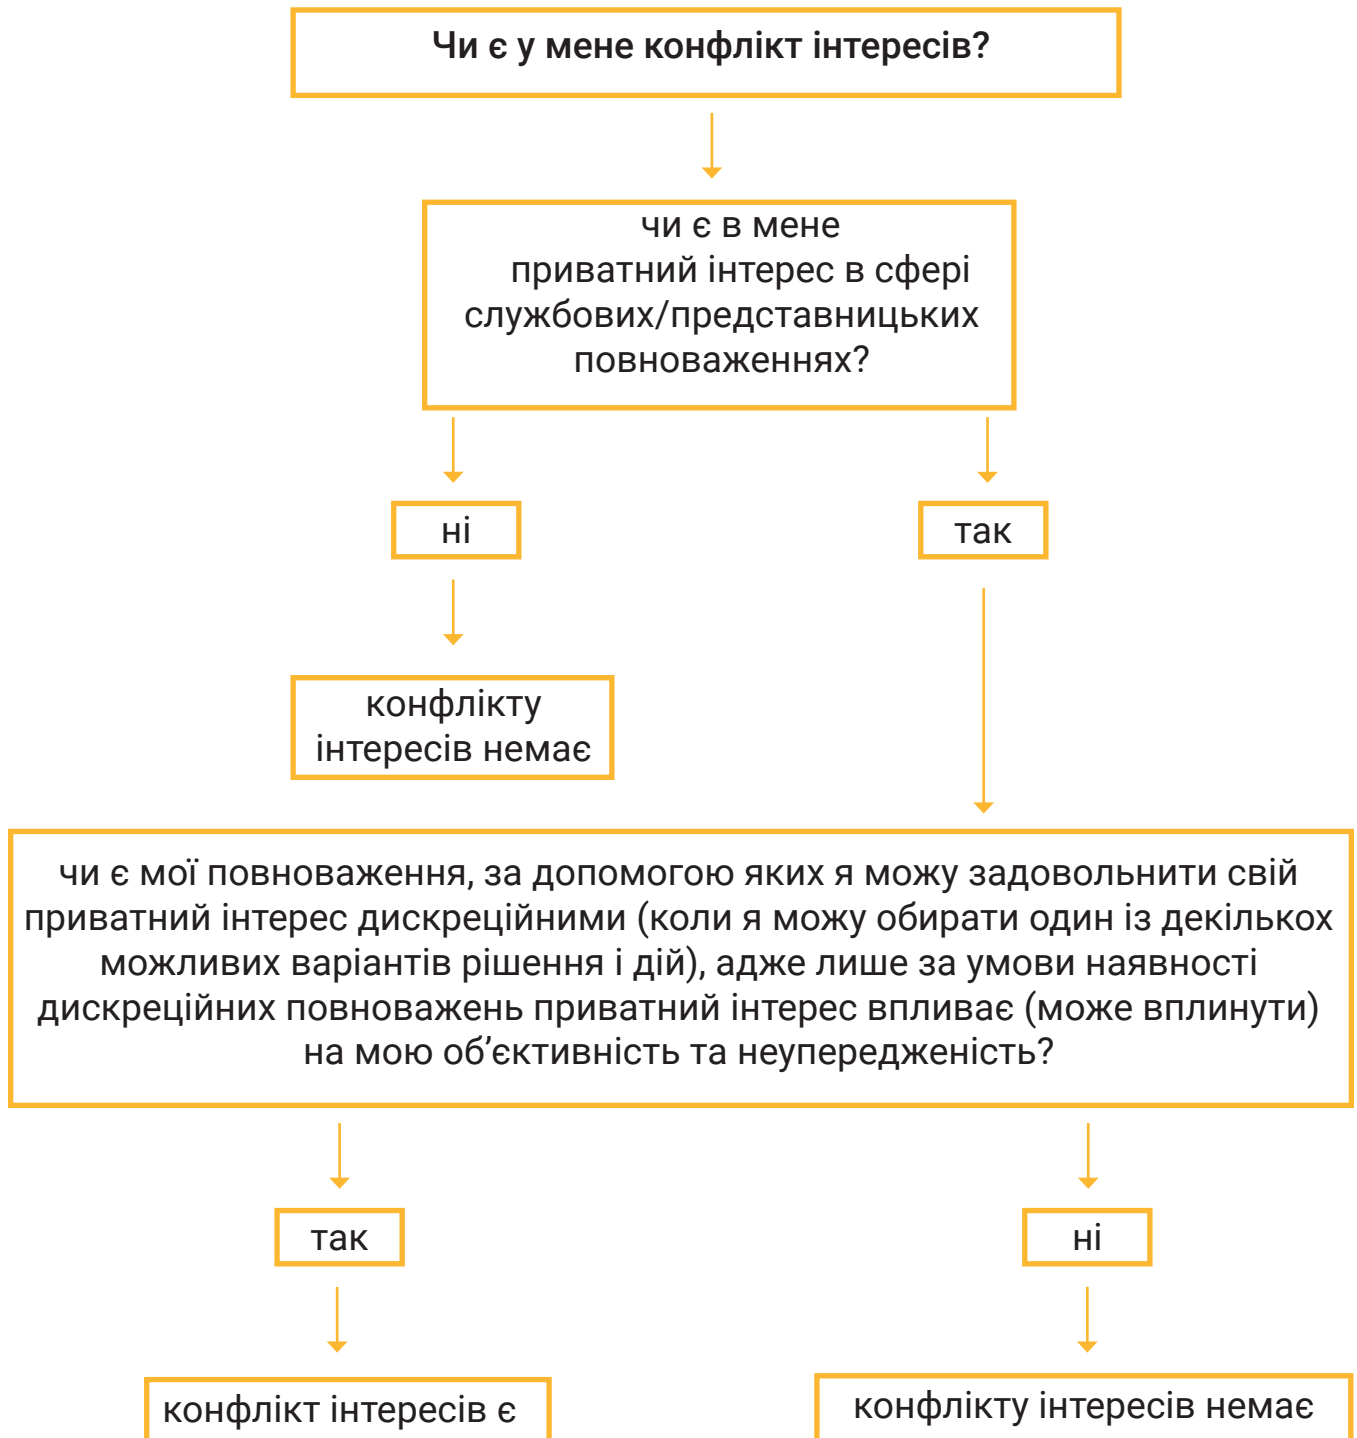 Чи є у мене конфлікт інтересів?
чи є в мене
приватний інтерес в сфері
службових/представницьких
повноваженнях?
ні
так
конфлікту
інтересів немає
чи є мої повноваження, за допомогою яких я можу задовольнити свій
приватний інтерес дискреційними (коли я можу обирати один із декількох
можливих варіантів рішення і дій), адже лише за умови наявності
дискреційних повноважень приватний інтерес впливає (може вплинути)
на мою об’єктивність та неупередженість?
так
ні
конфлікт інтересів є
конфлікту інтересів немає